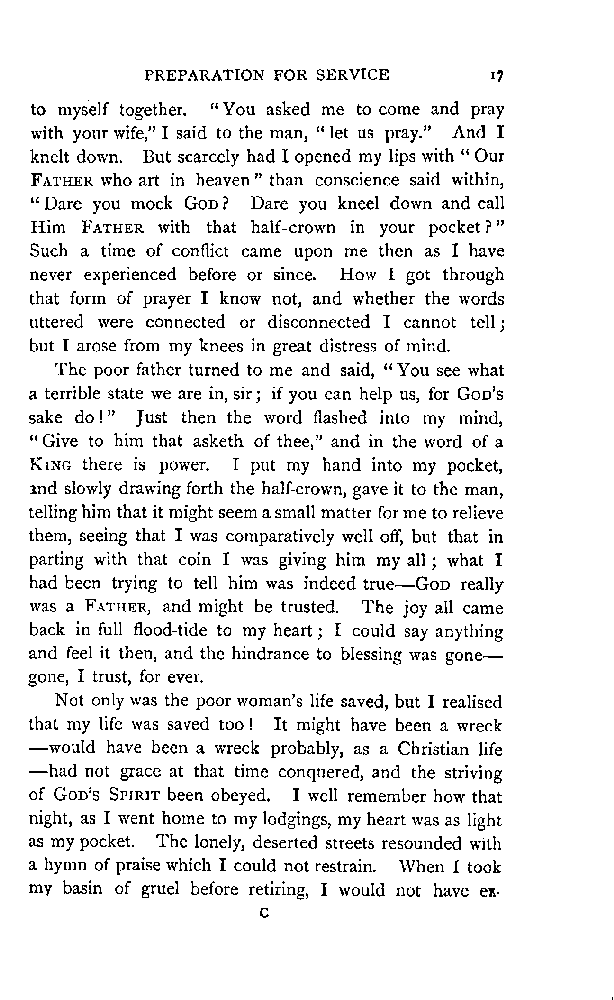 PREPARATION FOR SERVICE 17
to myself together. “You asked me to come and pray
with your wife,” I said to the man, “let us pray.” And I
knelt down. But scarcely had I opened my lips with “Our
FATHER who art in heaven” than conscience said within,
“Dare you mock GOD? Dare you kneel down and call
Him FATHER with that half-crown in your pocket?”
Such a time of conflict came upon me then as I have
never experienced before or since. How I got through
that form of prayer I know not, and whether the words
uttered were connected or disconnected I cannot tell;
but I arose from my knees in great distress of mind.
The poor father turned to me and said, “You see what
a terrible state we are in, sir; if you can help us, for GOD'S
sake do!” Just then the word flashed into my mind,
“Give to him that asketh of thee,” and in the word of a
KING there is power. I put my hand into my pocket,
and slowly drawing forth the half-crown, gave it to the man,
telling him that it might seem a small matter for me to relieve
them, seeing that I was comparatively well off, but that in
parting with that coin I was giving him my all; what I
had been trying to tell him was indeed true—GOD really
was a FATHER, and might be trusted. The joy all came
back in full flood-tide to my heart; I could say anything
and feel it then, and the hindrance to blessing was gone—
gone, I trust, for ever.
Not only was the poor woman's life saved, but I realised
that my life was saved too! It might have been a wreck
—would have been a wreck probably, as a Christian life
—had not grace at that time conquered, and the striving
of GOD'S SPIRIT been obeyed. I well remember how that
night, as I went home to my lodgings, my heart was as light
as my pocket. The lonely, deserted streets resounded with
a hymn of praise which I could not restrain. When I took
my basin of gruel before retiring, I would not have ex-
C